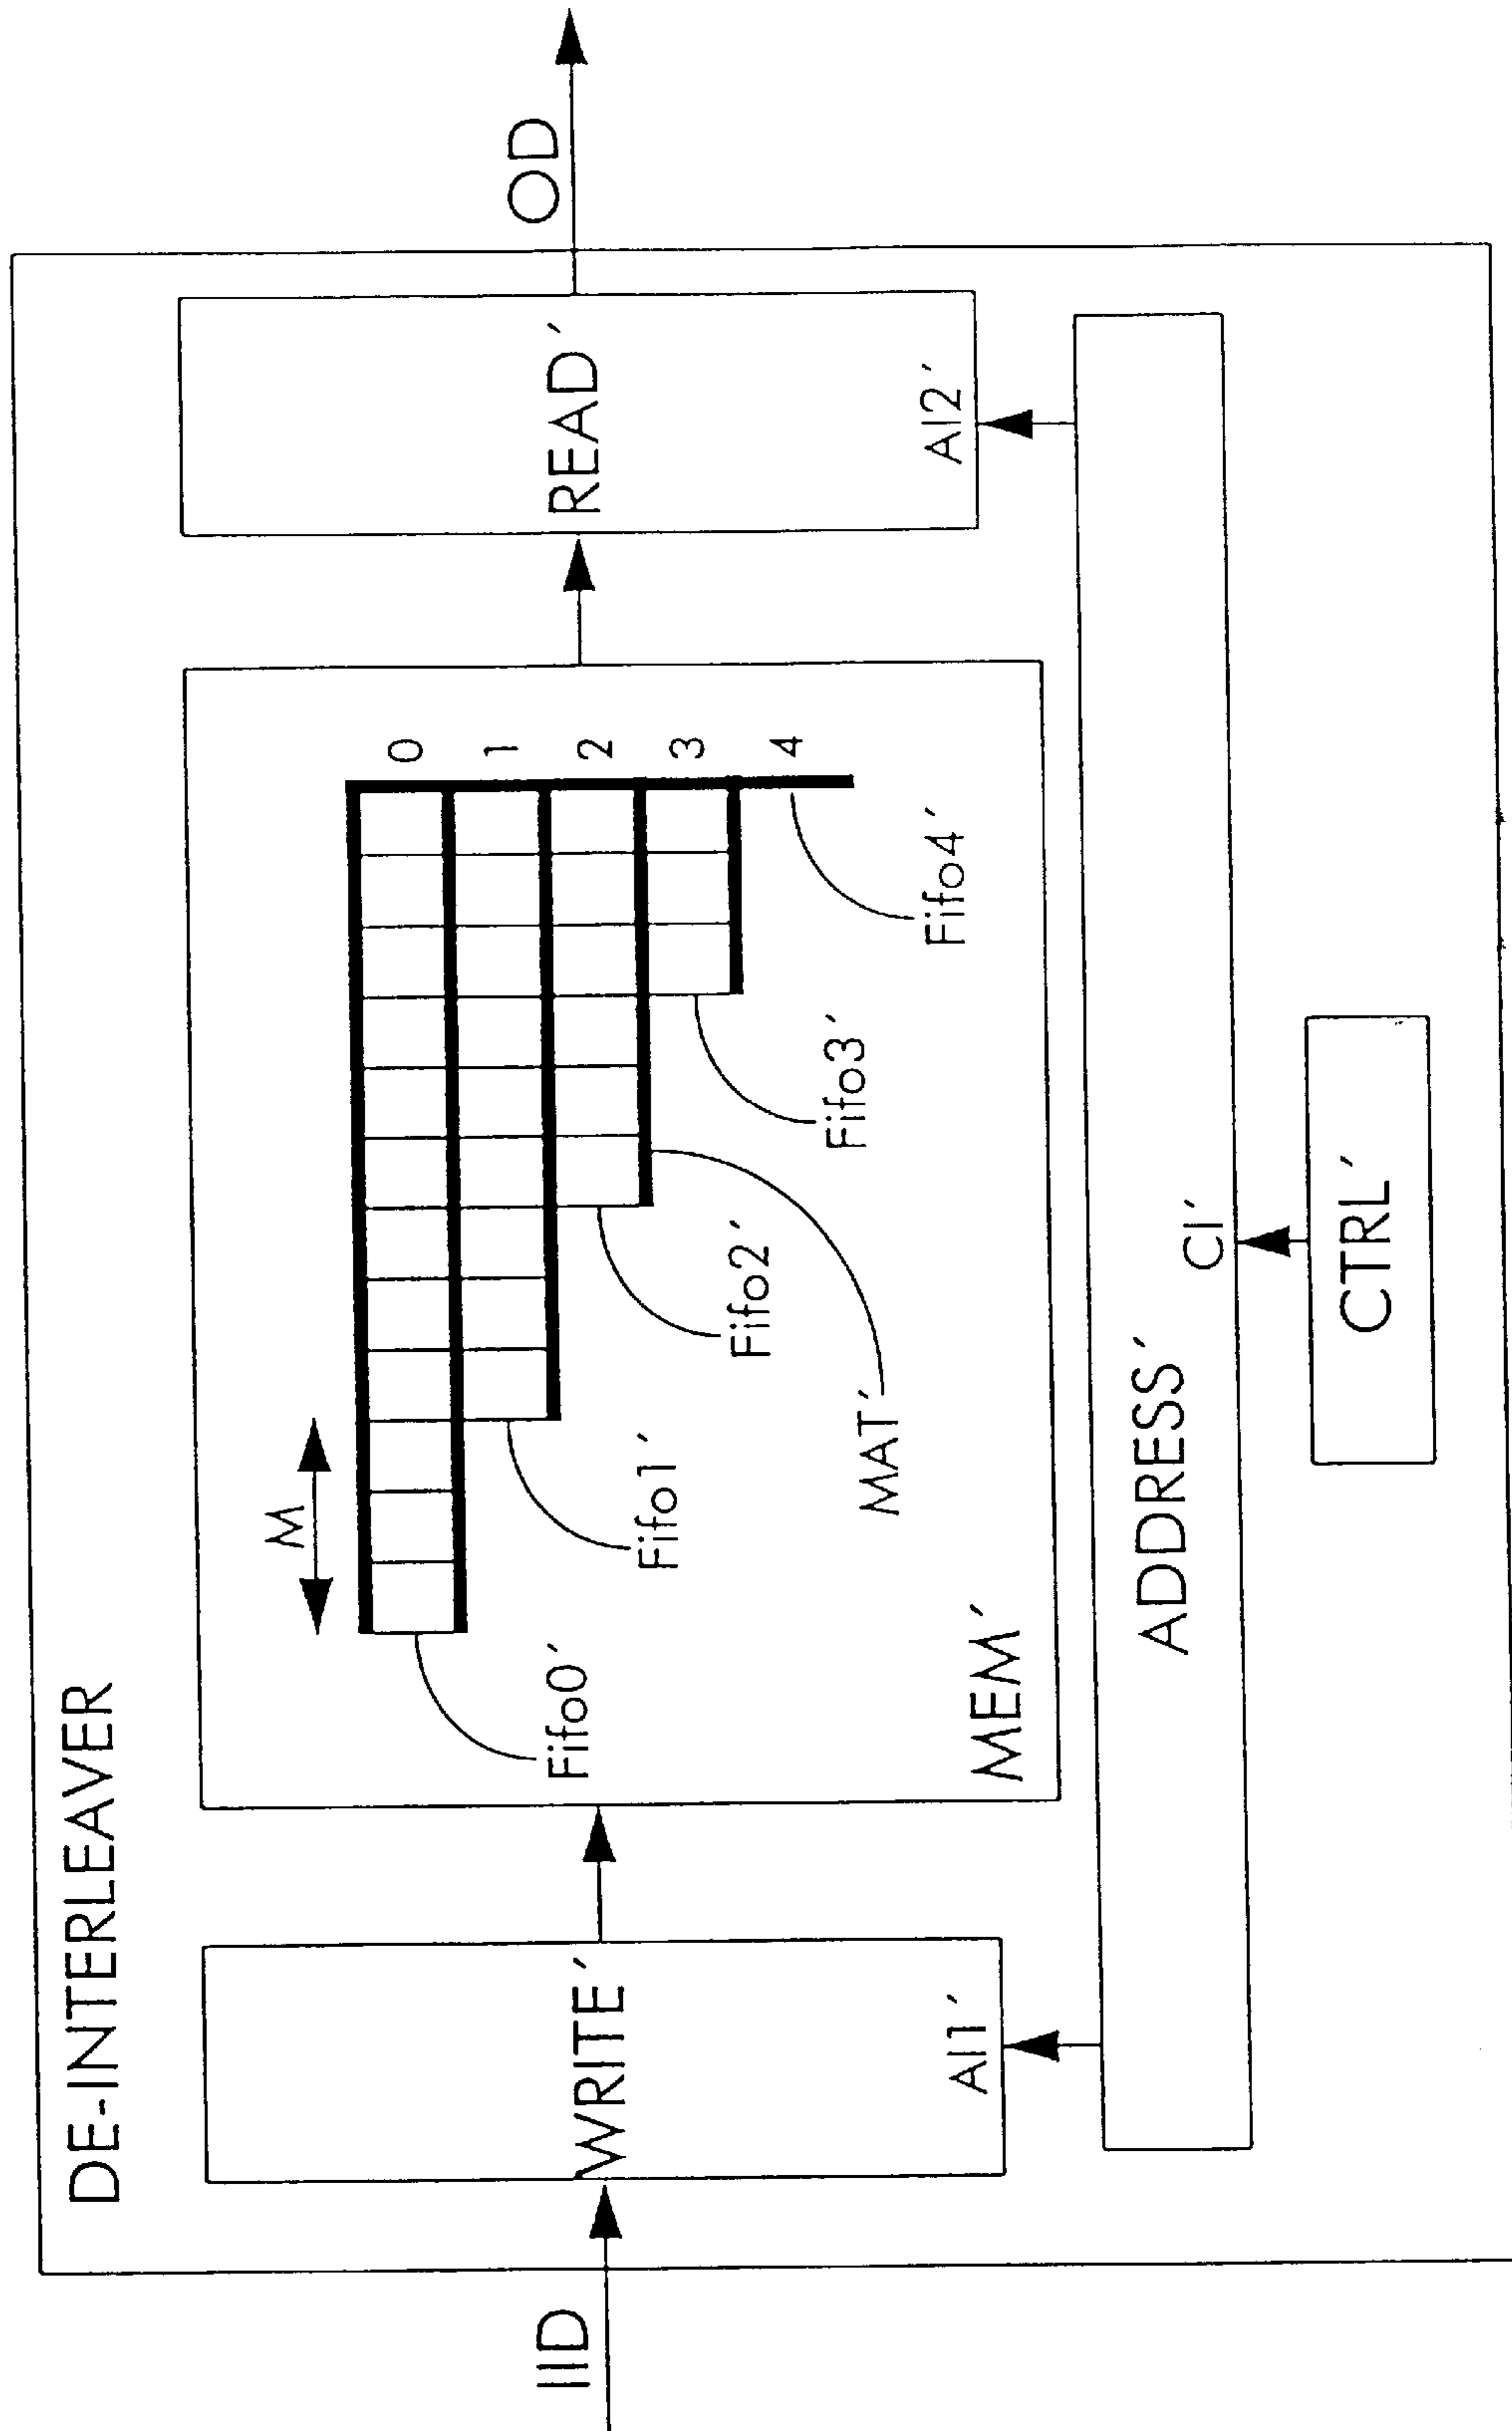 DE-INTERLEAVER
IID
WRITE′
AI1′
M
0
1
2
3
4
Fifo0′
Fifo1′
Fifo2′
Fifo3′
Fifo4′
MAT′
MEM′
READ′
AI2′
OD
ADDRESS′
CI′
CTRL′